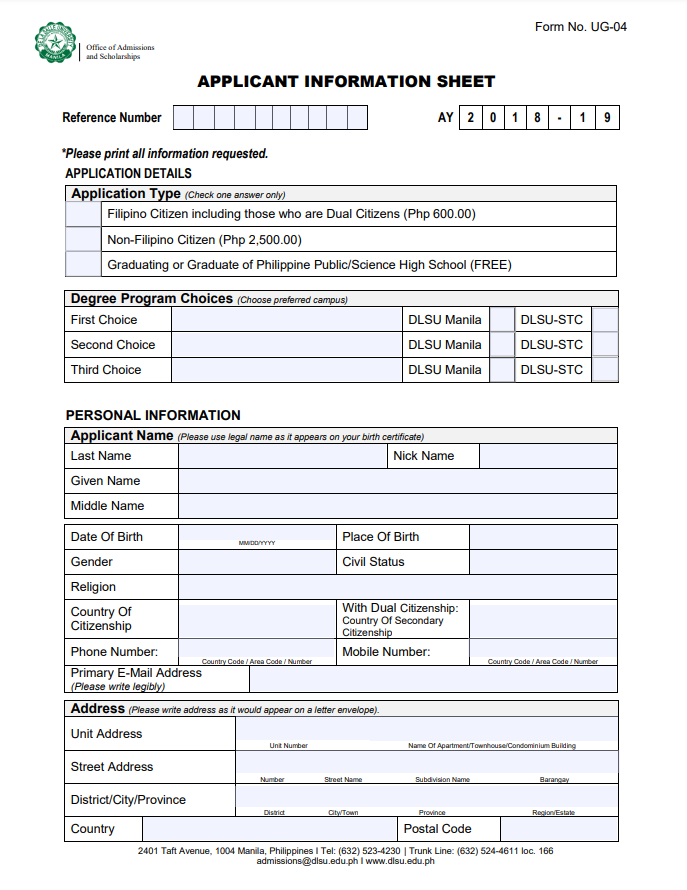 Form No. UG-04
Office of Admissions
and Scholarships
APPLICANT INFORMATION SHEET
Reference Number AY 2 0 1 8 - 1 9
*Please print all information requested.
APPLICATION DETAILS
Application Type (Check one answer only)
Filipino Citizen including those who are Dual Citizens (Php 600.00)
Non-Filipino Citizen (Php 2,500.00)
Graduating or Graduate of Philippine Public/Science High School (FREE)
Degree Program Choices (Choose preferred campus)
First Choice DLSU Manila DLSU-STC
Second Choice DLSU Manila DLSU-STC
Third Choice DLSU Manila DLSU-STC
PERSONAL INFORMATION
Applicant Name (Please use legal name as it appears on your birth certificate)
Last Name Nick Name
Given Name
Middle Name
Date Of Birth Place Of Birth
MM/DD/YYYY
Gender Civil Status
Religion
Country Of
Citizenship
With Dual Citizenship:
Country Of Secondary
Citizenship
Phone Number: Mobile Number:
Country Code / Area Code / Number Country Code / Area Code / Number
Primary E-Mail Address
(Please write legibly)
Address (Please write address as it would appear on a letter envelope).
Unit Address
Unit Number Name Of Apartment/Townhouse/Condominium Building
Street Address
Number Street Name Subdivision Name Barangay
District/City/Province
District City/Town Province Region/Estate
Country Postal Code
2401 Taft Avenue, 1004 Manila, Philippines I Tel: (632) 523-4230 | Trunk Line: (632) 524-4611 loc. 166
admissions@dlsu.edu.ph I www.dlsu.edu.ph